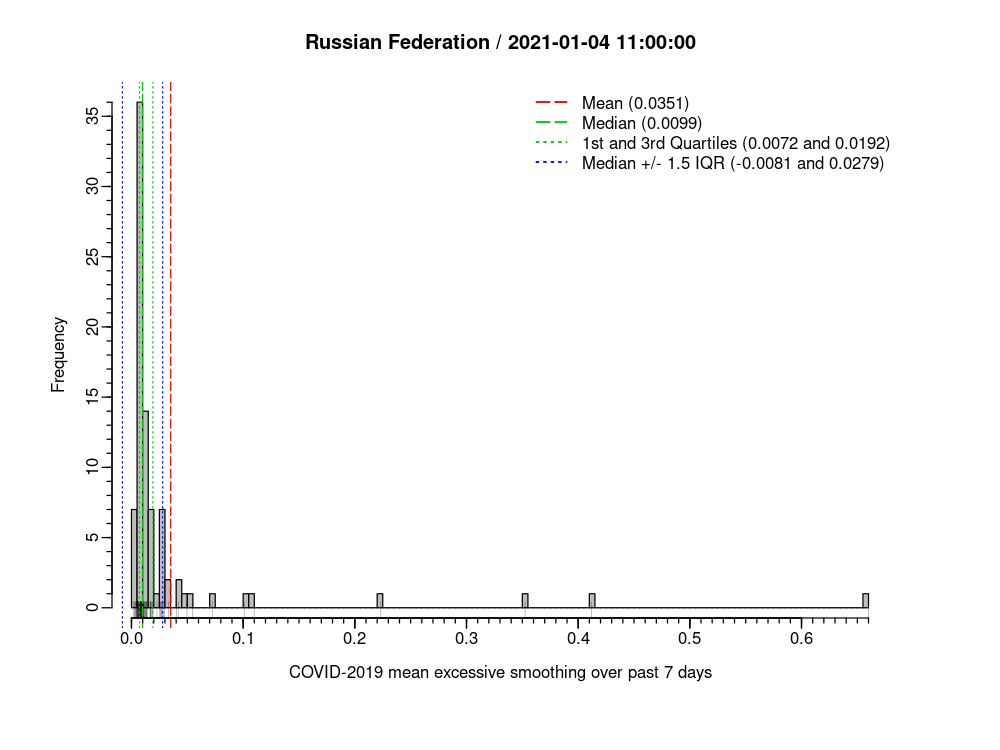 Russian Federation / 2021-01-04 11:00:00
Mean (0.0351)
Median (0.0099)
1st and 3rd Quartiles (0.0072 and 0.0192)
Median +/- 1.5 IQR (-0.0081 and 0.0279)
Frequency
35
30
25
20
15
10
5
0
0.0 0.1 0.2 0.3 0.4 0.5 0.6
COVID-2019 mean excessive smoothing over past 7 days